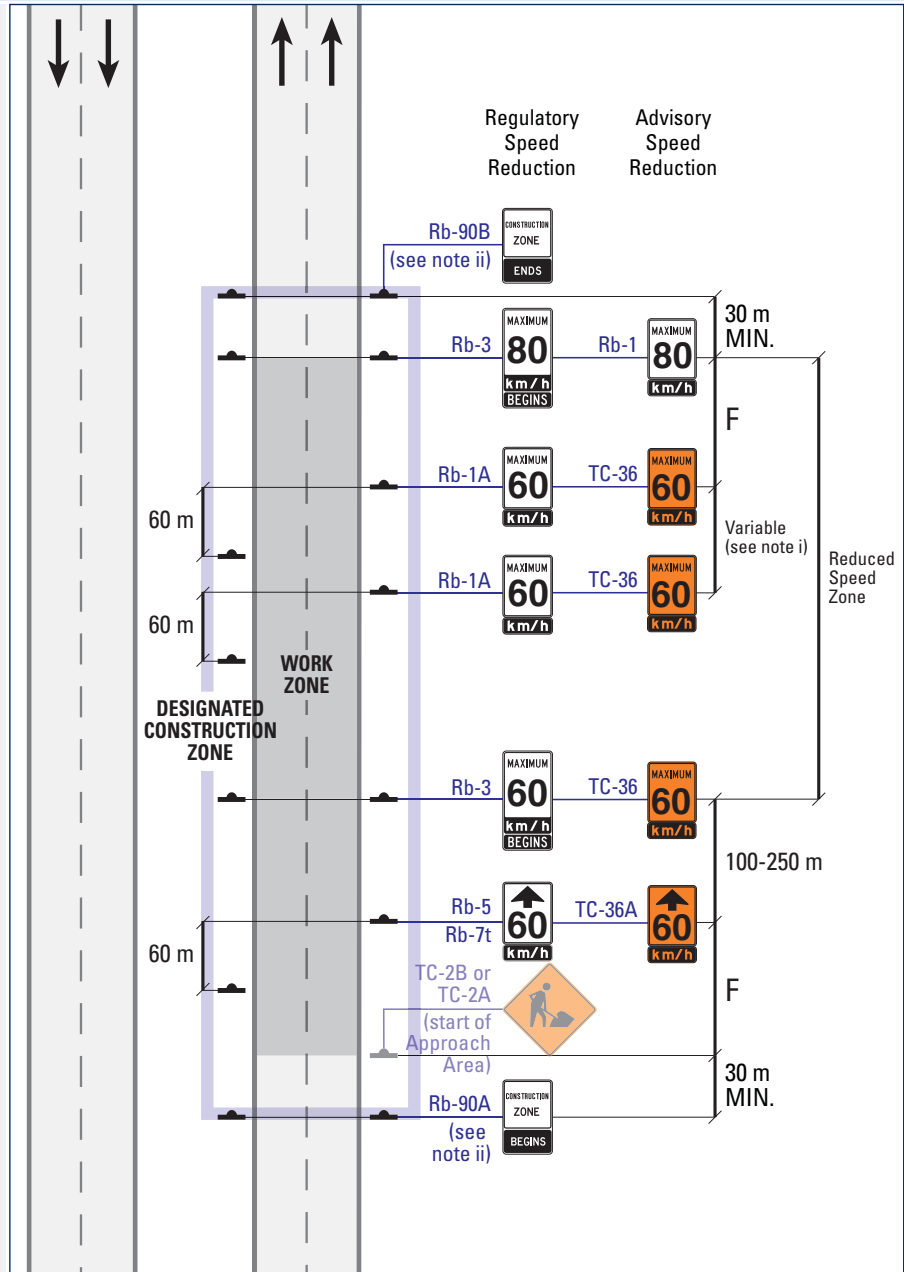 Regulatory
Speed
Reduction
Advisory
Speed
Reduction
Rb-90B
(see note ii)
CONSTRUCTION
ZONE
ENDS
30 m
MIN.
Rb-3
MAXIMUM
80
km/h
BEGINS
Rb-1
MAXIMUM
80
km/h
F
Rb-1A
MAXIMUM
60
km/h
TC-36
MAXIMUM
60
km/h
60 m
Variable
(see note i)
Reduced
Speed
Zone
Rb-1A
MAXIMUM
60
km/h
TC-36
MAXIMUM
60
km/h
60 m
WORK
ZONE
DESIGNATED
CONSTRUCTION
ZONE
Rb-3
MAXIMUM
60
km/h
BEGINS
TC-36
MAXIMUM
60
km/h
100-250 m
Rb-5
Rb-7t
60
km/h
TC-36A
60
km/h
60 m
TC-2B or
TC-2A
(start of
Approach
Area)
F
30 m
MIN.
Rb-90A
(see
note ii)
CONSTRUCTION
ZONE
BEGINS